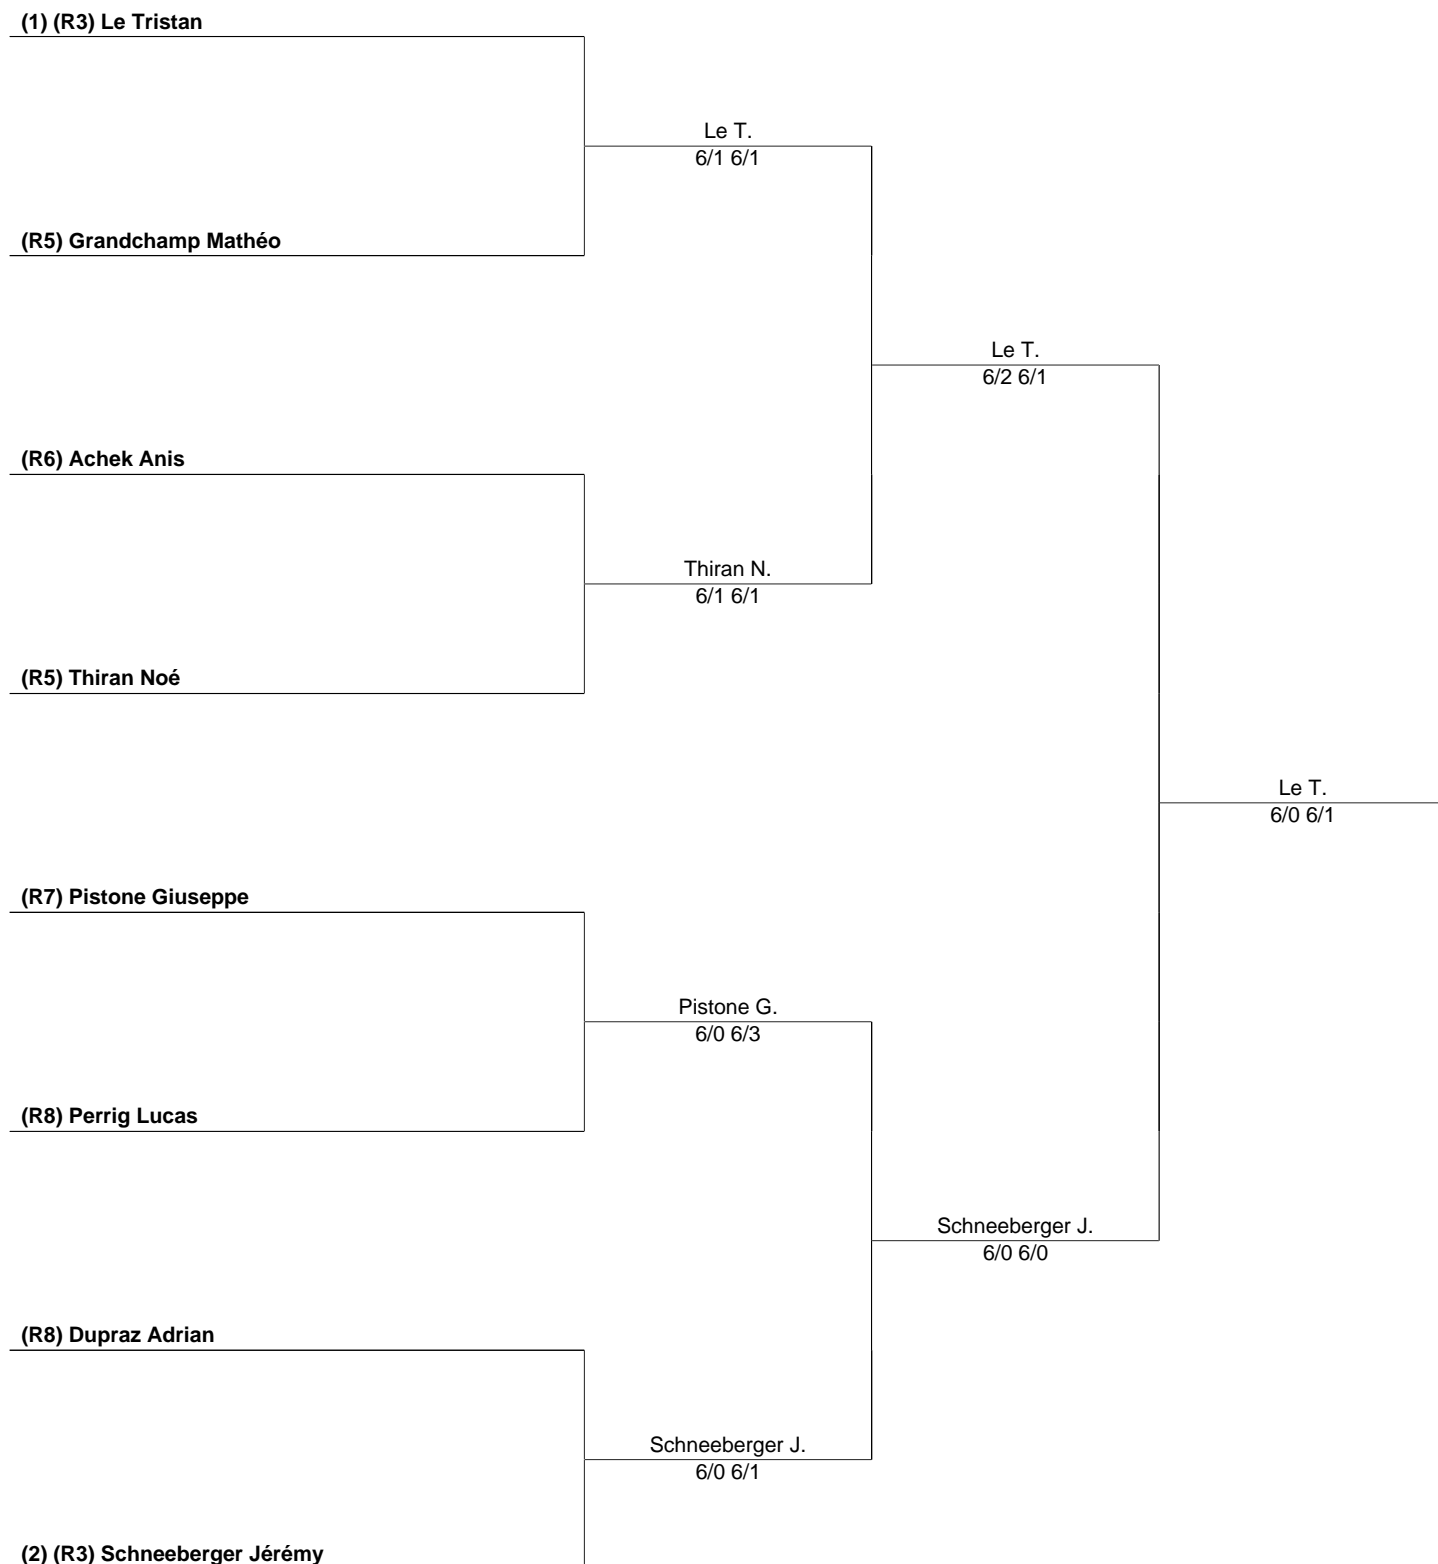 (1) (R3) Le Tristan
Le T.
6/1 6/1
(R5) Grandchamp Mathéo
Le T.
6/2 6/1
(R6) Achek Anis
Thiran N.
6/1 6/1
(R5) Thiran Noé
Le T.
6/0 6/1
(R7) Pistone Giuseppe
Pistone G.
6/0 6/3
(R8) Perrig Lucas
Schneeberger J.
6/0 6/0
(R8) Dupraz Adrian
Schneeberger J.
6/0 6/1
(2) (R3) Schneeberger Jérémy